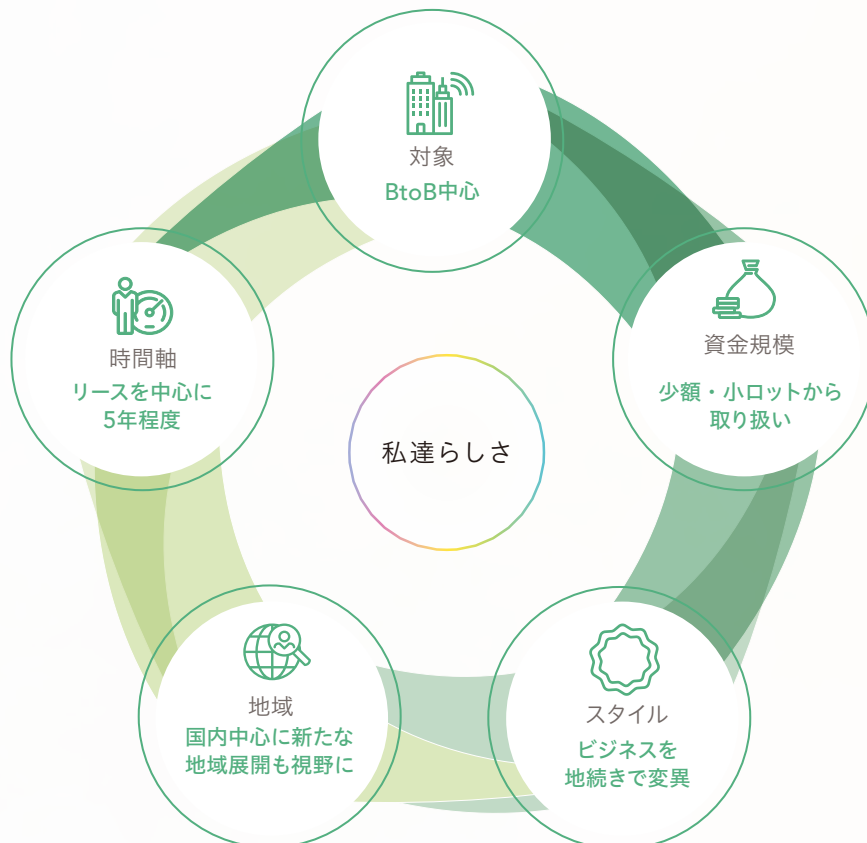 対象
BtoB中心
時間軸
リースを中心に
5年程度
資金規模
少額・小ロットから
取り扱い
私達らしさ
地域
国内中心に新たな
地域展開も視野に
スタイル
ビジネスを
地続きで変異